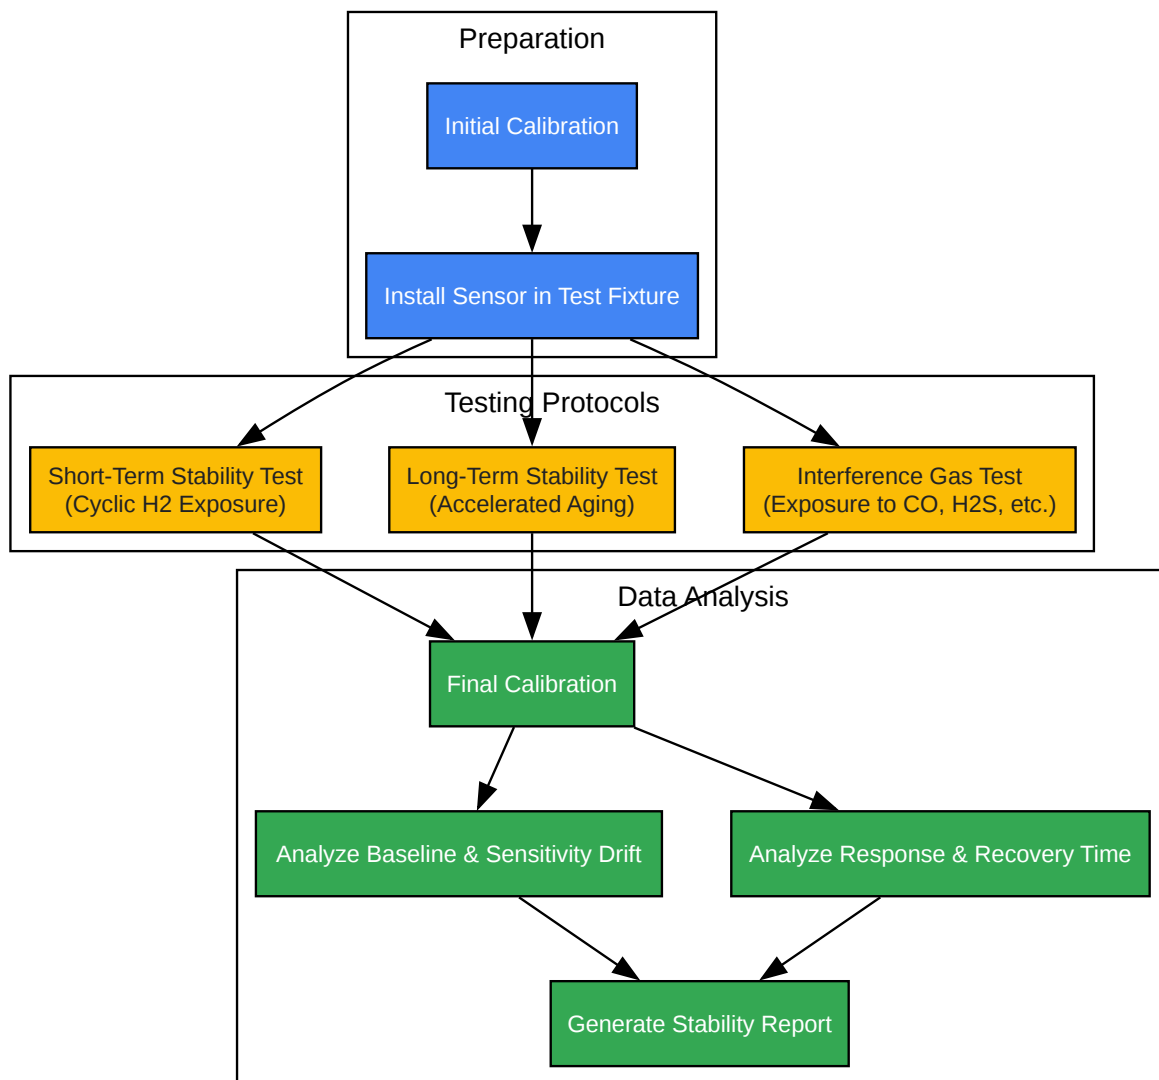 Preparation
Initial Calibration
Install Sensor in Test Fixture
Testing Protocols
Short-Term Stability Test
(Cyclic H2 Exposure)
Long-Term Stability Test
(Accelerated Aging)
Interference Gas Test
(Exposure to CO, H2S, etc.)
Data Analysis
Final Calibration
Analyze Baseline & Sensitivity Drift
Analyze Response & Recovery Time
Generate Stability Report